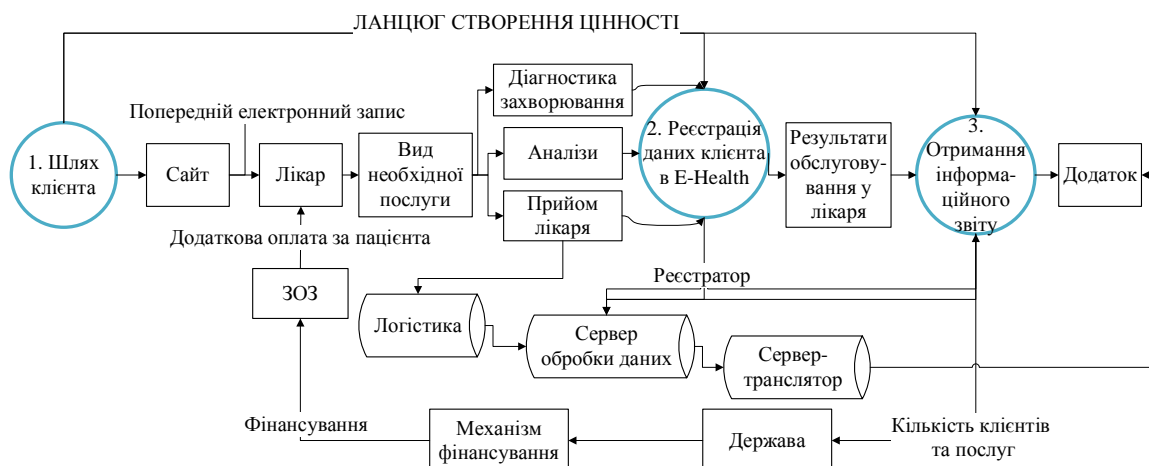 ЛАНЦЮГ СТВОРЕННЯ ЦІННОСТІ
Діагностика
захворювання
Попередній електронний запис
1. Шлях
клієнта
Сайт
Лікар
Вид
необхідної
послуги
Аналізи
Прийом
лікаря
2. Реєстрація
даних клієнта
в E-Health
Результати
обслугову-
вання у
лікаря
3.
Отримання
інформа-
ційного
звіту
Додаток
Додаткова оплата за пацієнта
ЗОЗ
Реєстратор
Логістика
Сервер
обробки даних
Сервер-
транслятор
Фінансування
Механізм
фінансування
Держава
Кількість клієнтів
та послуг